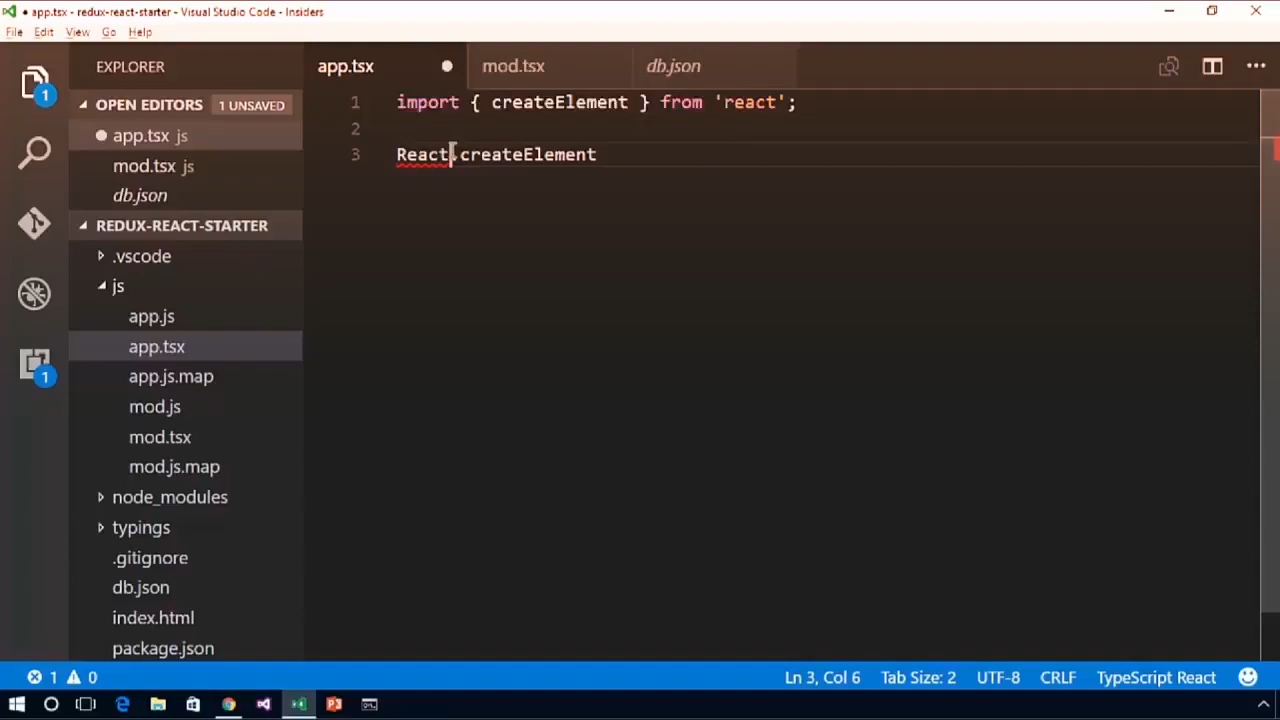 ● app.tsx - redux-react-starter - Visual Studio Code - Insiders
File Edit View Go Help
EXPLORER
OPEN EDITORS 1 UNSAVED
app.tsx js
mod.tsx js
db.json
REDUX-REACT-STARTER
.vscode
js
app.js
app.tsx
app.js.map
mod.js
mod.tsx
mod.js.map
node_modules
typings
.gitignore
db.json
index.html
package.json
1
1
app.tsx mod.tsx db.json
1 import { createElement } from 'react';
2
3 React.createElement
1 0 Ln 3, Col 6 Tab Size: 2 UTF-8 CRLF TypeScript React